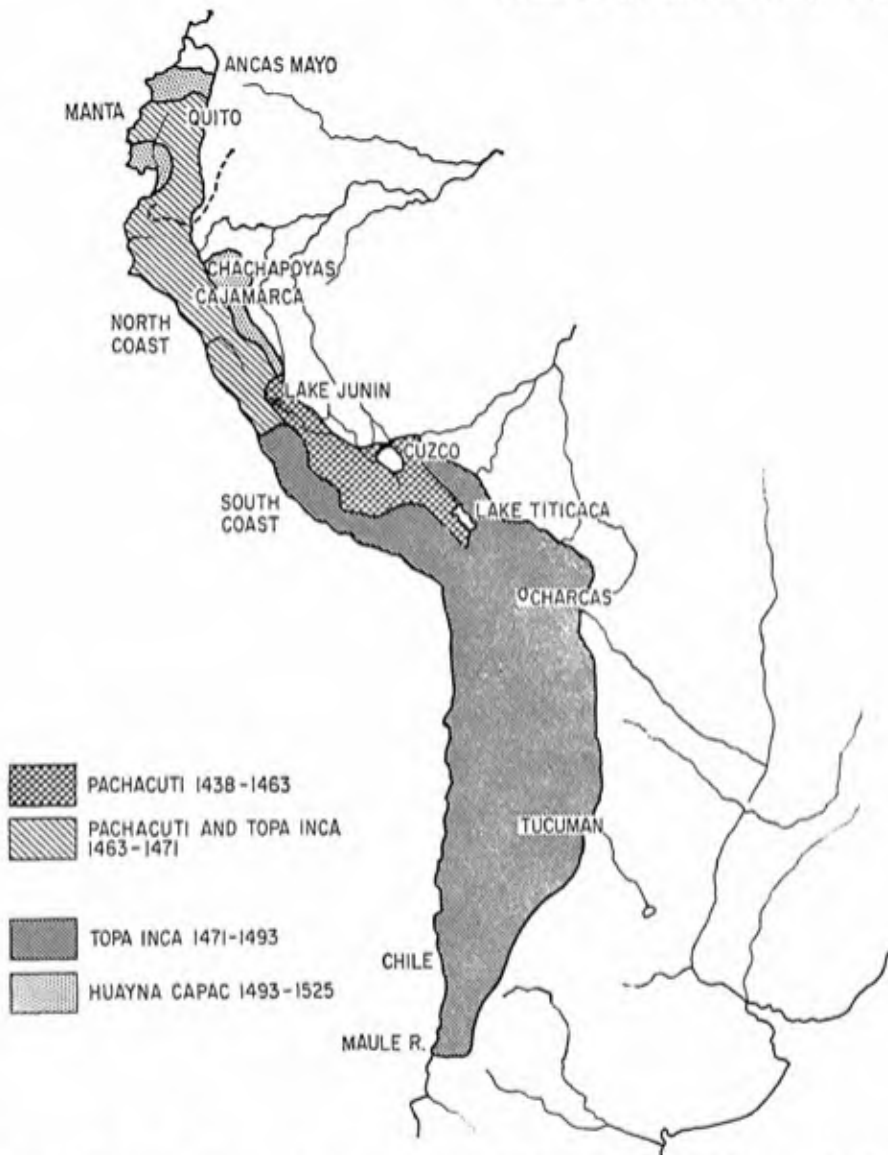 ANCAS MAYO
MANTA
QUITO
CHACHAPOYAS
CAJAMARCA
NORTH
COAST
LAKE JUNIN
CUZCO
SOUTH
COAST
LAKE TITICACA
CHARCAS
PACHACUTI 1438-1463
PACHACUTI AND TOPA INCA
1463-1471
TUCUMAN
TOPA INCA 1471-1493
CHILE
HUAYNA CAPAC 1493-1525
MAULE R.